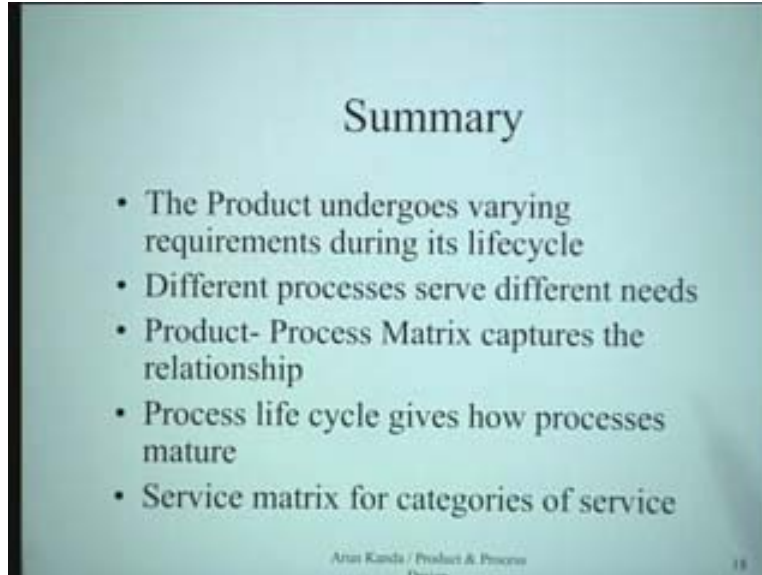 Summary
• The Product undergoes varying
requirements during its lifecycle
• Different processes serve different needs
• Product- Process Matrix captures the
relationship
• Process life cycle gives how processes
mature
• Service matrix for categories of service
Arun Kanda / Product & Process
18